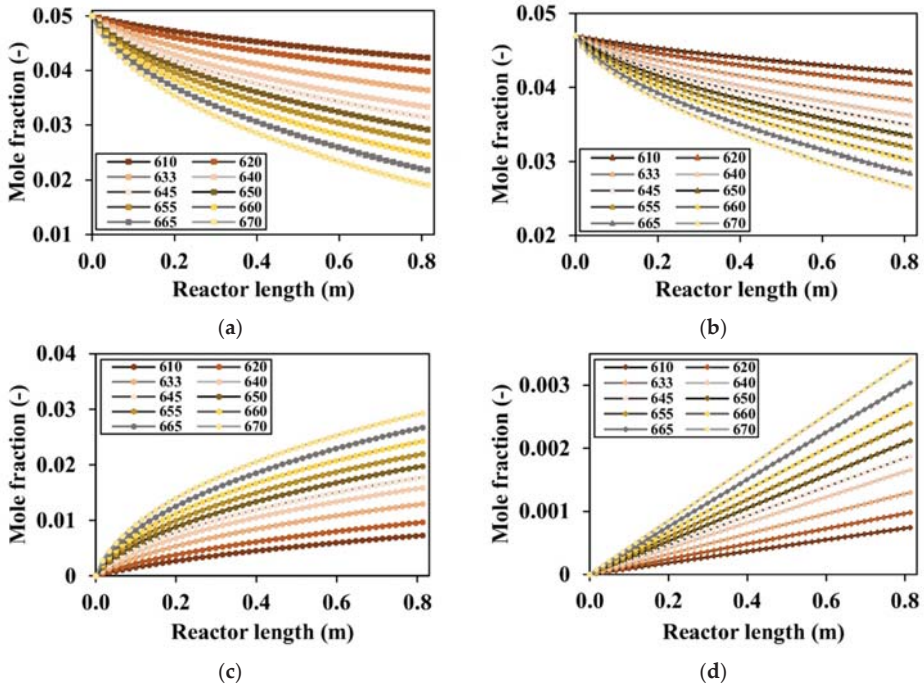 0.05
0.04
0.03
0.02
0.01
Mole fraction (-)
610 620
633 640
645 650
655 660
665 670
0.0 0.2 0.4 0.6 0.8
Reactor length (m)
(a)
0.05
0.04
0.03
0.02
Mole fraction (-)
610 620
633 640
645 650
655 660
665 670
0.0 0.2 0.4 0.6 0.8
Reactor length (m)
(b)
0.04
0.03
0.02
0.01
0
Mole fraction (-)
610 620
633 640
645 650
655 660
665 670
0.0 0.2 0.4 0.6 0.8
Reactor length (m)
(c)
0.003
0.002
0.001
0
Mole fraction (-)
610 620
633 640
645 650
655 660
665 670
0.0 0.2 0.4 0.6 0.8
Reactor length (m)
(d)